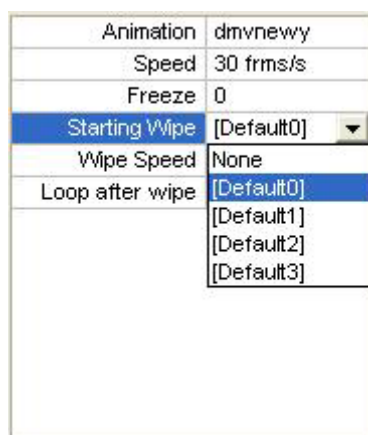 Animation dmvnewy
Speed 30 frms/s
Freeze 0
Starting Wipe [Default0]
Wipe Speed None
Loop after wipe [Default0]
[Default1]
[Default2]
[Default3]